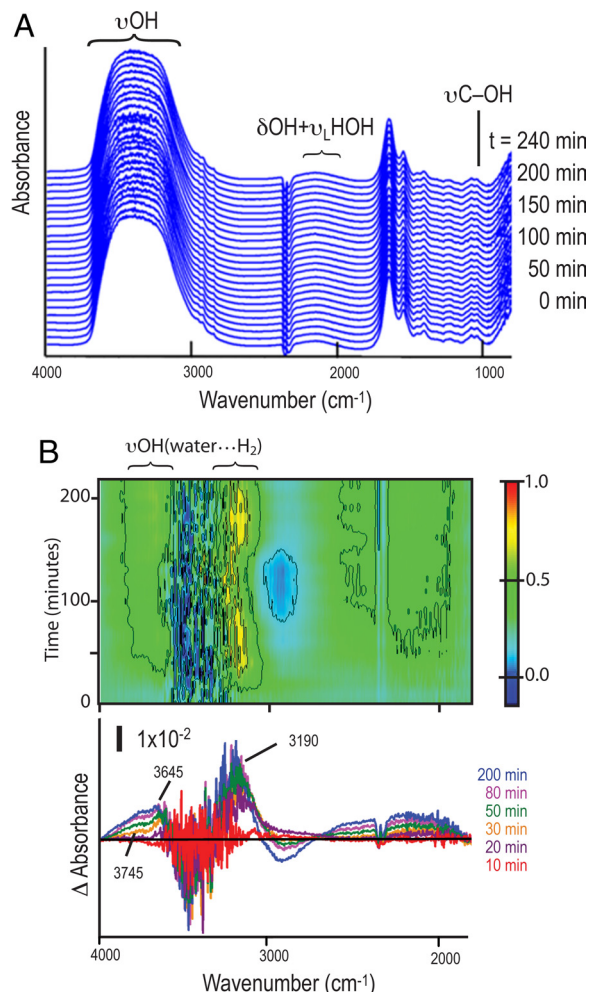 A
υOH
υC–OH
δOH+υLHOH
t = 240 min
200 min
150 min
100 min
50 min
0 min
Absorbance
4000 3000 2000 1000
Wavenumber (cm-1)
B
υOH(water···H2)
200
100
0
Time (minutes)
1.0
0.5
0.0
1x10-2
3645
3190
3745
200 min
80 min
50 min
30 min
20 min
10 min
Δ Absorbance
4000 3000 2000
Wavenumber (cm-1)